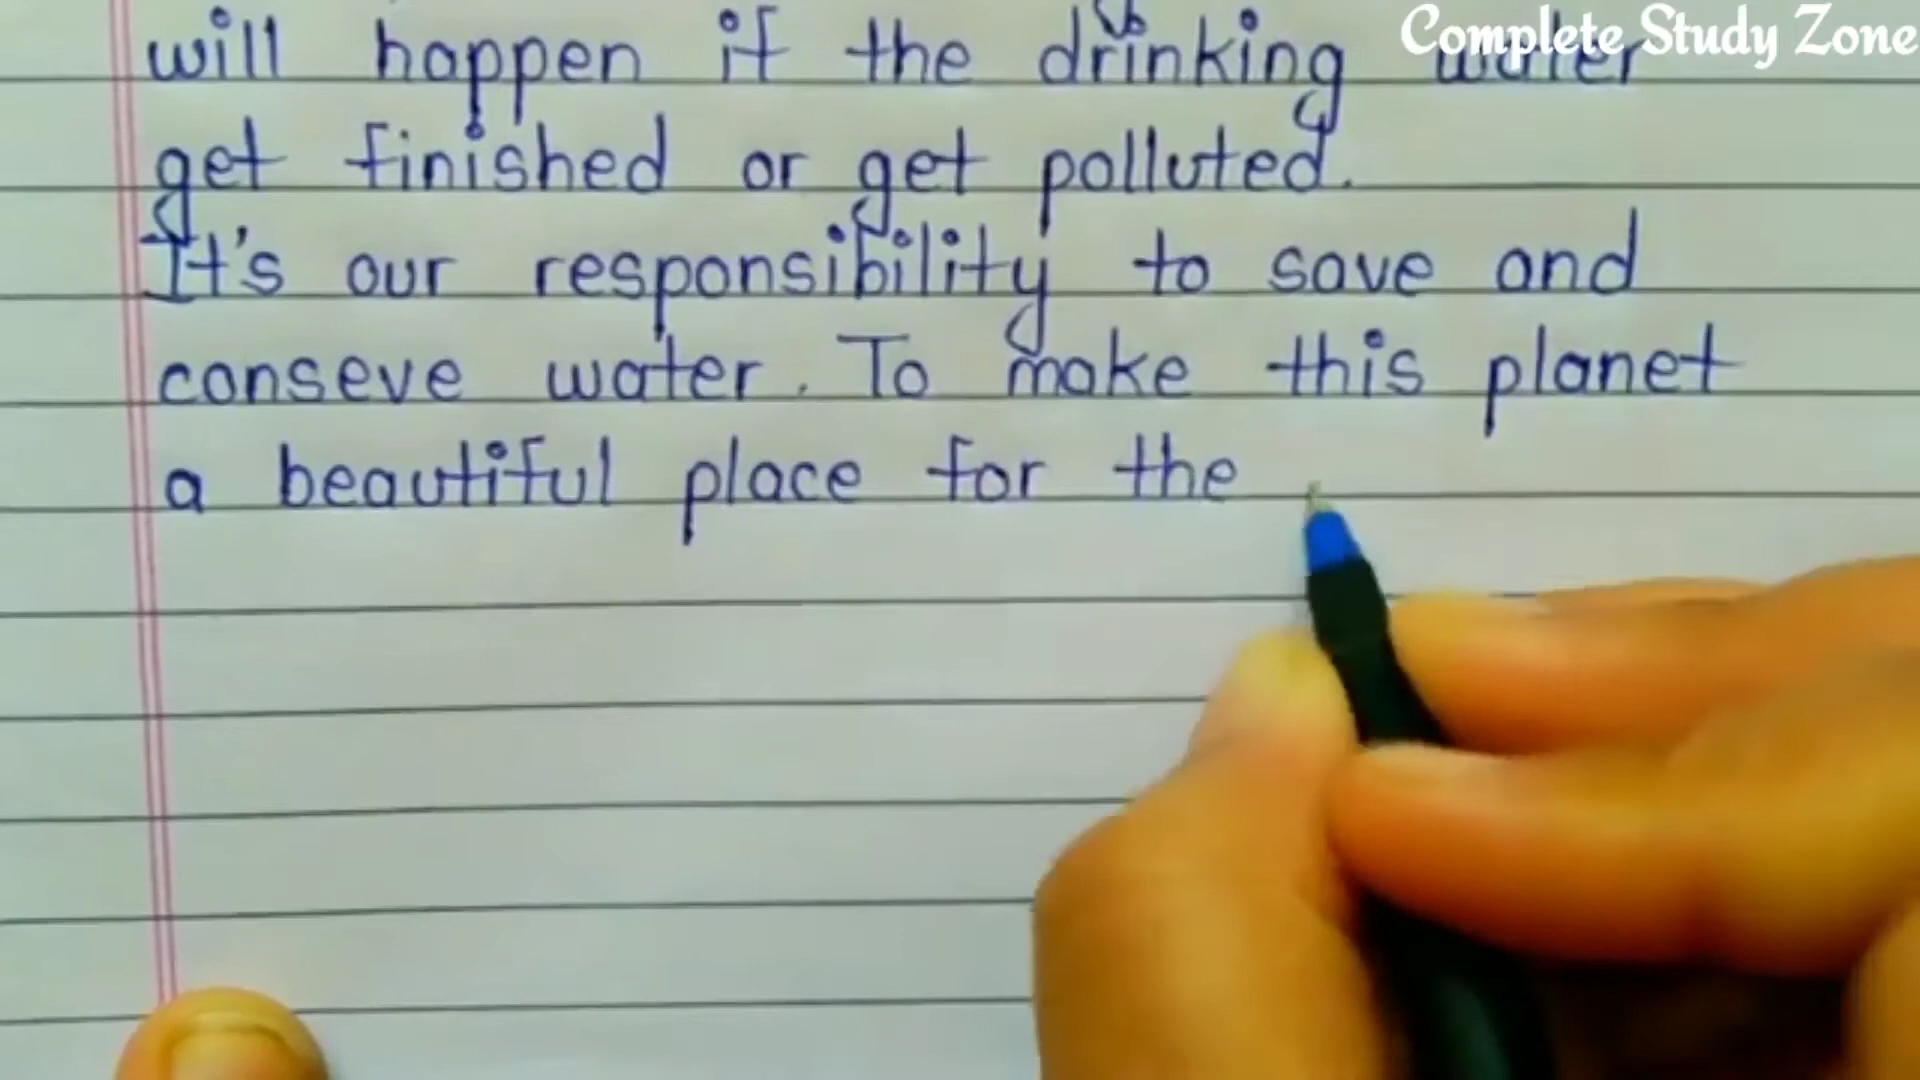 Complete Study Zone
will happen if the drinking water
get finished or get polluted.
It's our responsibility to save and
conseve water. To make this planet
a beautiful place for the